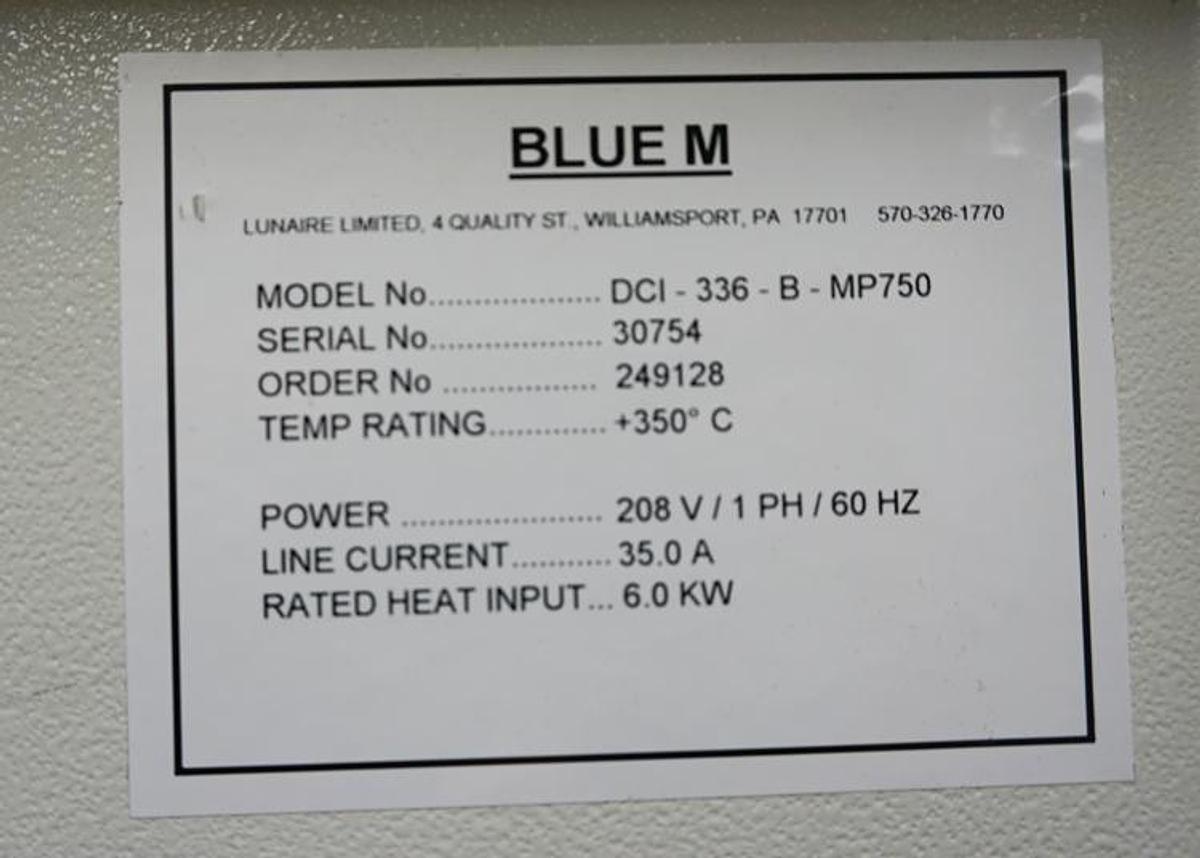 BLUE M
LUNAIRE LIMITED, 4 QUALITY ST., WILLIAMSPORT, PA 17701 570-326-1770
MODEL No................... DCI - 336 - B - MP750
SERIAL No................... 30754
ORDER No ................. 249128
TEMP RATING............. +350° C
POWER ...................... 208 V / 1 PH / 60 HZ
LINE CURRENT........... 35.0 A
RATED HEAT INPUT... 6.0 KW